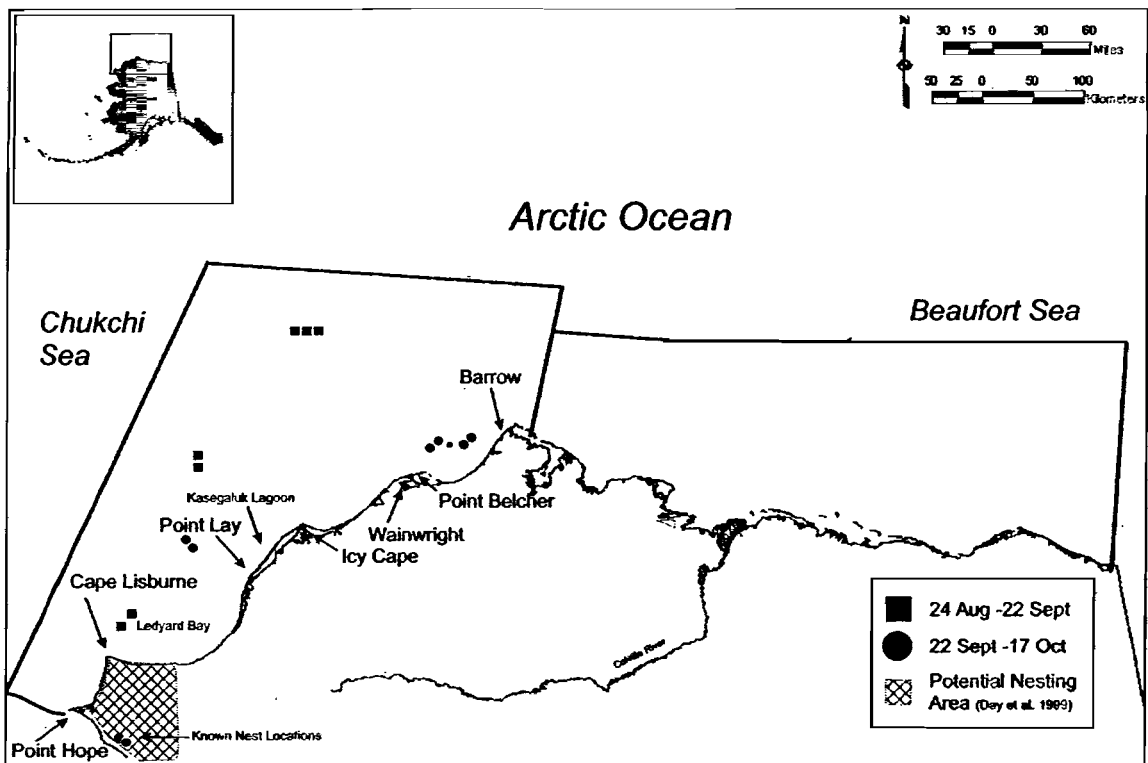 N
30 15 0 30 60
Miles
50 25 0 50 100
Kilometers
Arctic Ocean
Chukchi
Sea
Beaufort Sea
Barrow
Kasegaluk Lagoon
Point Belcher
Point Lay
Wainwright
Icy Cape
Cape Lisburne
Ledyard Bay
Colville River
24 Aug -22 Sept
22 Sept -17 Oct
Potential Nesting
Area (Day et al. 1999)
Known Nest Locations
Point Hope